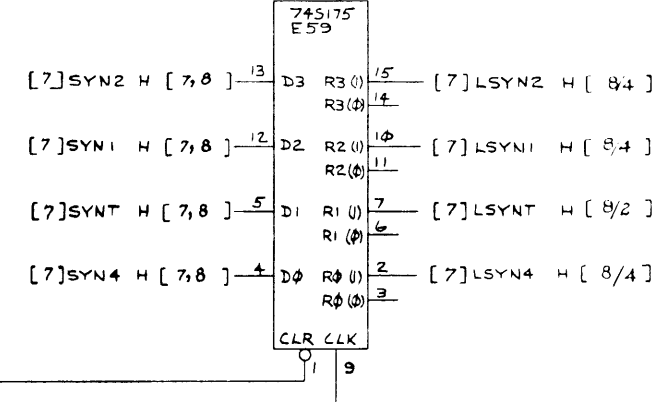 74S175
E59
[7]SYN2 H [7,8] 13 D3 R3(1) 15 [7]LSYN2 H [8/4]
R3(φ) 14
[7]SYN1 H [7,8] 12 D2 R2(1) 1φ [7]LSYN1 H [8/4]
R2(φ) 11
[7]SYNT H [7,8] 5 D1 R1(1) 7 [7]LSYNT H [8/2]
R1(φ) 6
[7]SYN4 H [7,8] 4 Dφ Rφ(1) 2 [7]LSYN4 H [8/4]
Rφ(φ) 3
CLR CLK
1 9